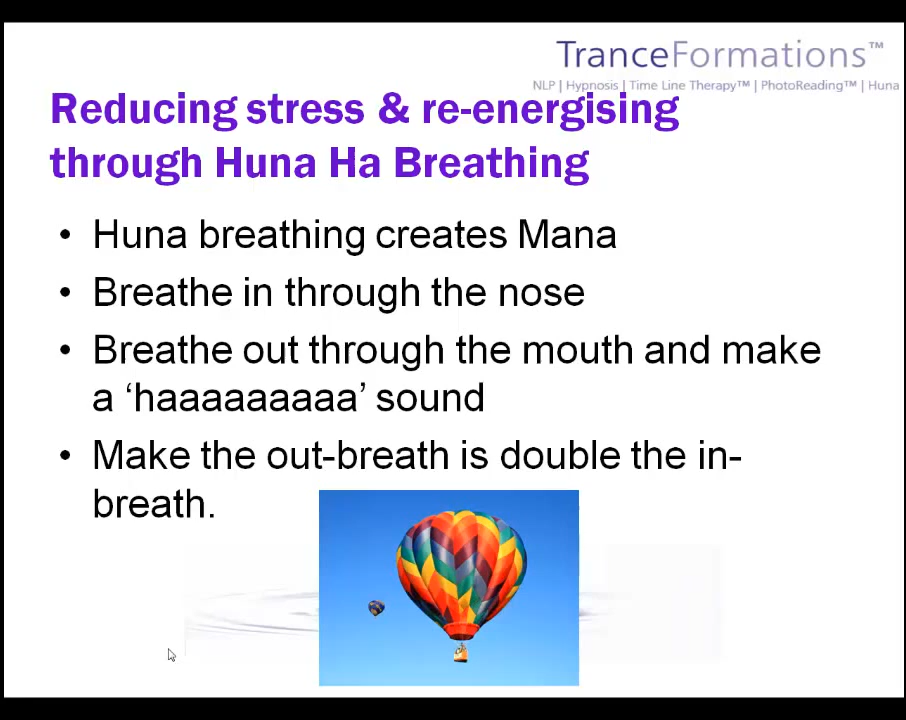 TranceFormations™
NLP | Hypnosis | Time Line Therapy™ | PhotoReading™ | Huna
Reducing stress & re-energising
through Huna Ha Breathing
• Huna breathing creates Mana
• Breathe in through the nose
• Breathe out through the mouth and make
a ‘haaaaaaaaa’ sound
• Make the out-breath is double the in-
breath.